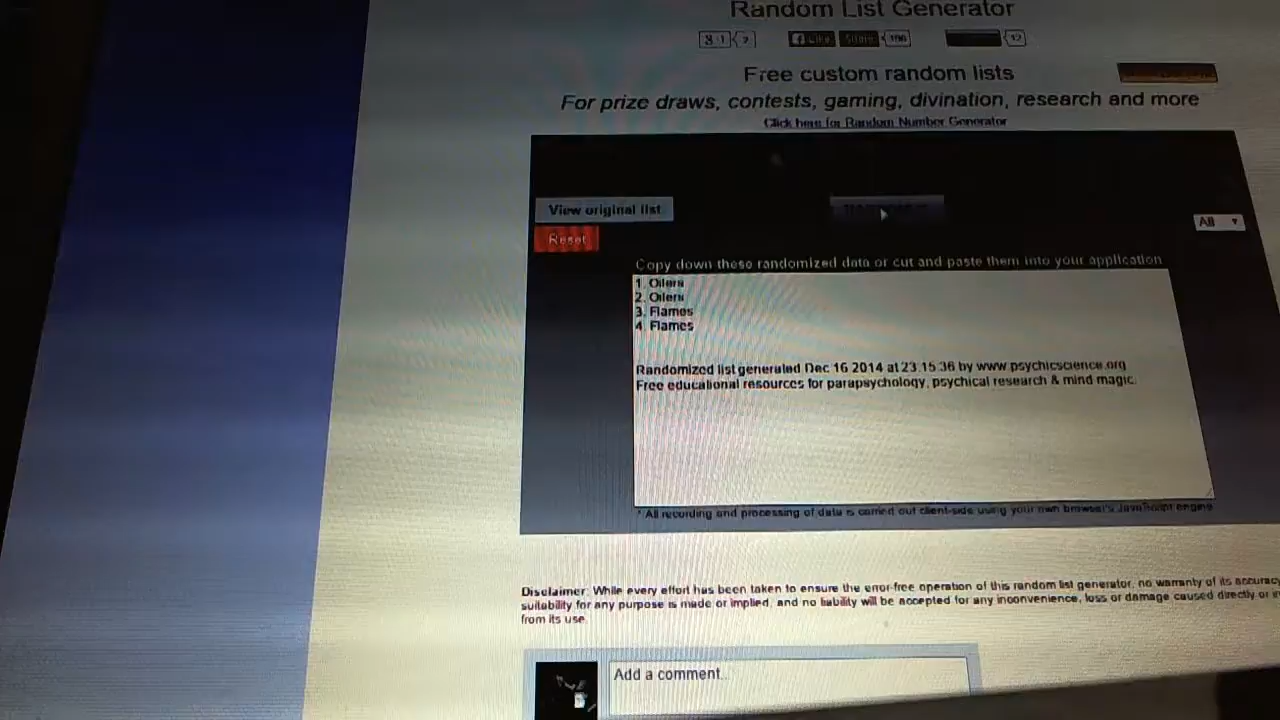 Random List Generator
Free custom random lists
For prize draws, contests, gaming, divination, research and more
Click here for Random Number Generator
View original list
All
Reset
Copy down these randomized data or cut and paste them into your application
1. Oilers
2. Oilers
3. Flames
4. Flames
Randomized list generated Dec 16 2014 at 23:15:36 by www.psychicscience.org
Free educational resources for parapsychology, psychical research & mind magic.
* All recording and processing of data is carried out client-side using your own browser's JavaScript engine
Disclaimer: While every effort has been taken to ensure the error-free operation of this random list generator, no warranty of its accuracy
suitability for any purpose is made or implied, and no liability will be accepted for any inconvenience, loss or damage caused directly or
from its use.
Add a comment...